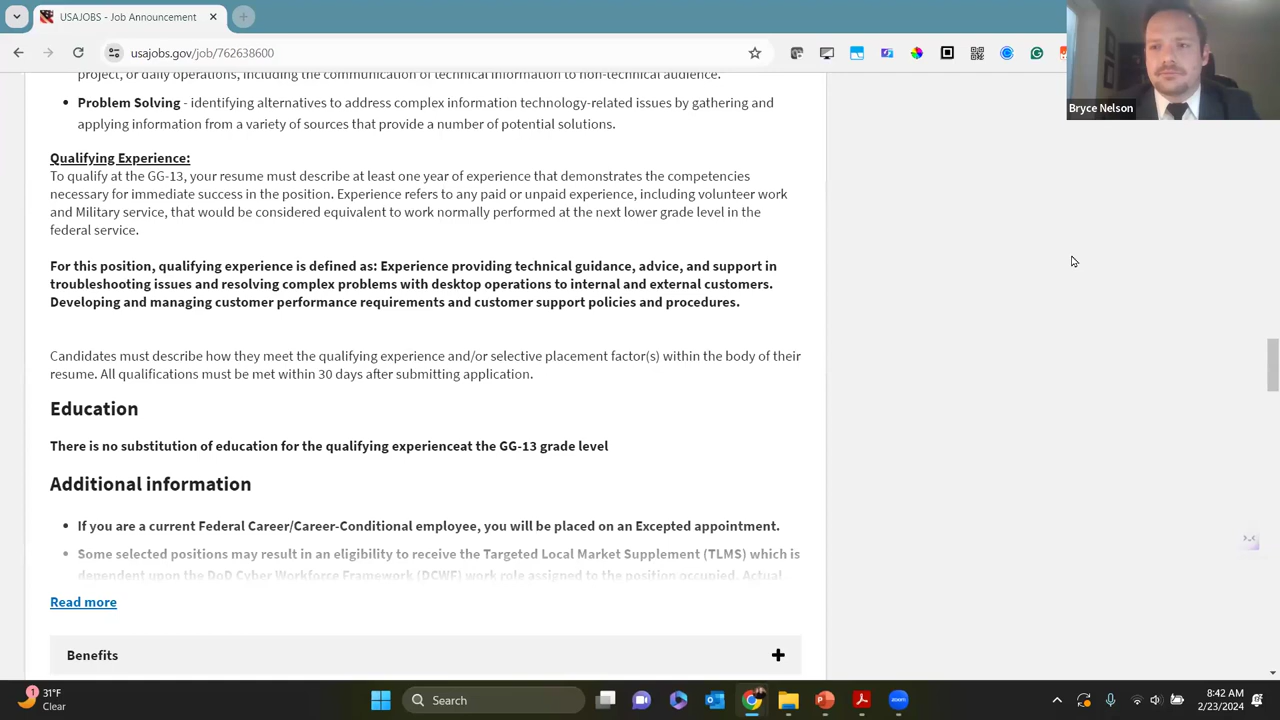 USAJOBS - Job Announcement
usajobs.gov/job/762638600
Bryce Nelson
project, or daily operations, including the communication of technical information to non-technical audience.
Problem Solving - identifying alternatives to address complex information technology-related issues by gathering and
applying information from a variety of sources that provide a number of potential solutions.
Qualifying Experience:
To qualify at the GG-13, your resume must describe at least one year of experience that demonstrates the competencies
necessary for immediate success in the position. Experience refers to any paid or unpaid experience, including volunteer work
and Military service, that would be considered equivalent to work normally performed at the next lower grade level in the
federal service.
For this position, qualifying experience is defined as: Experience providing technical guidance, advice, and support in
troubleshooting issues and resolving complex problems with desktop operations to internal and external customers.
Developing and managing customer performance requirements and customer support policies and procedures.
Candidates must describe how they meet the qualifying experience and/or selective placement factor(s) within the body of their
resume. All qualifications must be met within 30 days after submitting application.
Education
There is no substitution of education for the qualifying experienceat the GG-13 grade level
Additional information
If you are a current Federal Career/Career-Conditional employee, you will be placed on an Excepted appointment.
Some selected positions may result in an eligibility to receive the Targeted Local Market Supplement (TLMS) which is
dependent upon the DoD Cyber Workforce Framework (DCWF) work role assigned to the position occupied. Actual
Read more
Benefits
1
31°F
Clear
Search
zoom
8:42 AM
2/23/2024